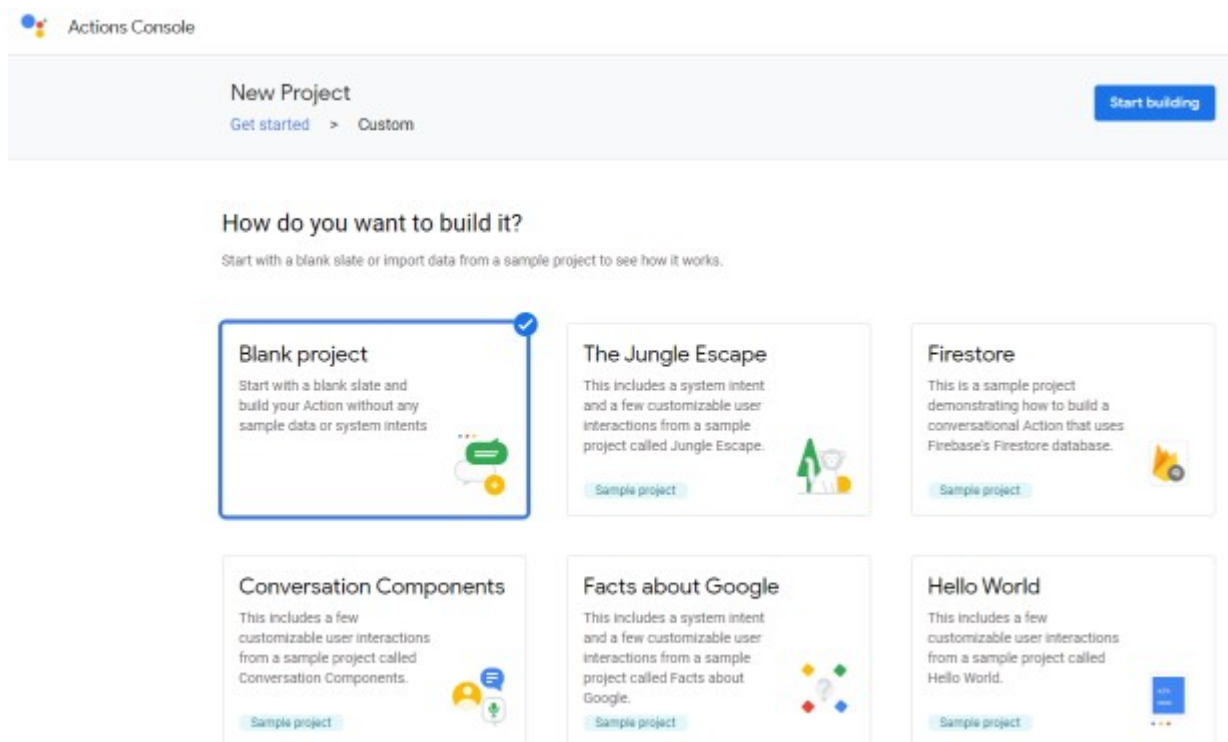 Actions Console
New Project
Get started > Custom
Start building
How do you want to build it?
Start with a blank slate or import data from a sample project to see how it works.
Blank project
Start with a blank slate and
build your Action without any
sample data or system intents
The Jungle Escape
This includes a system intent
and a few customizable user
interactions from a sample
project called Jungle Escape.
Sample project
Firestore
This is a sample project
demonstrating how to build a
conversational Action that uses
Firebase's Firestore database.
Sample project
Conversation Components
This includes a few
customizable user interactions
from a sample project called
Conversation Components.
Sample project
Facts about Google
This includes a system intent
and a few customizable user
interactions from a sample
project called Facts about
Google.
Sample project
Hello World
This includes a few
customizable user interactions
from a sample project called
Hello World.
Sample project